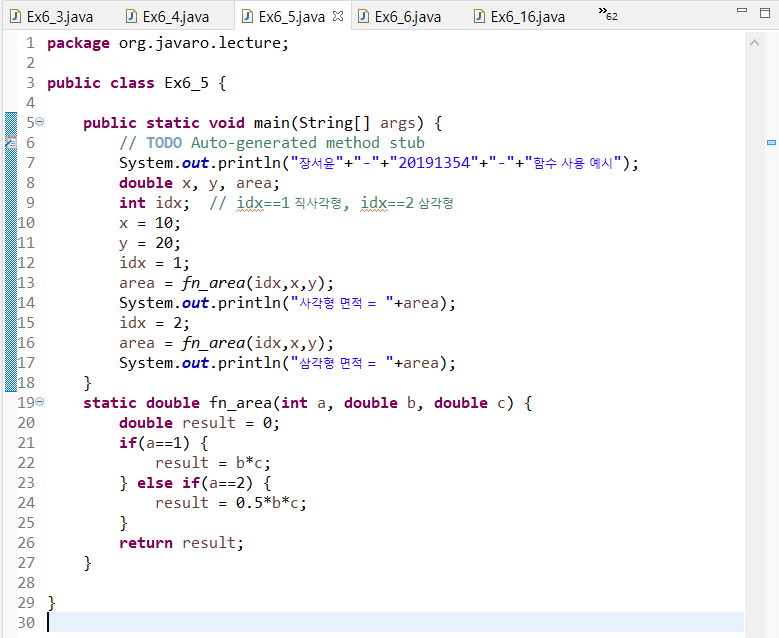 Ex6_3.java Ex6_4.java Ex6_5.java Ex6_6.java Ex6_16.java »62
1 package org.javaro.lecture;
2
3 public class Ex6_5 {
4
5 public static void main(String[] args) {
6 // TODO Auto-generated method stub
7 System.out.println("장서윤"+"-"+"20191354"+"-"+"함수 사용 예시");
8 double x, y, area;
9 int idx; // idx==1 직사각형, idx==2 삼각형
10 x = 10;
11 y = 20;
12 idx = 1;
13 area = fn_area(idx,x,y);
14 System.out.println("사각형 면적 = "+area);
15 idx = 2;
16 area = fn_area(idx,x,y);
17 System.out.println("삼각형 면적 = "+area);
18 }
19 static double fn_area(int a, double b, double c) {
20 double result = 0;
21 if(a==1) {
22 result = b*c;
23 } else if(a==2) {
24 result = 0.5*b*c;
25 }
26 return result;
27 }
28
29 }
30